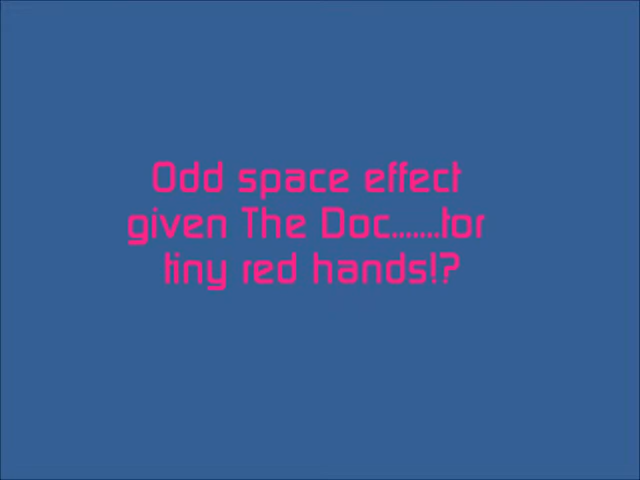 Odd space effect
given The Doc.......tor
tiny red hands!?